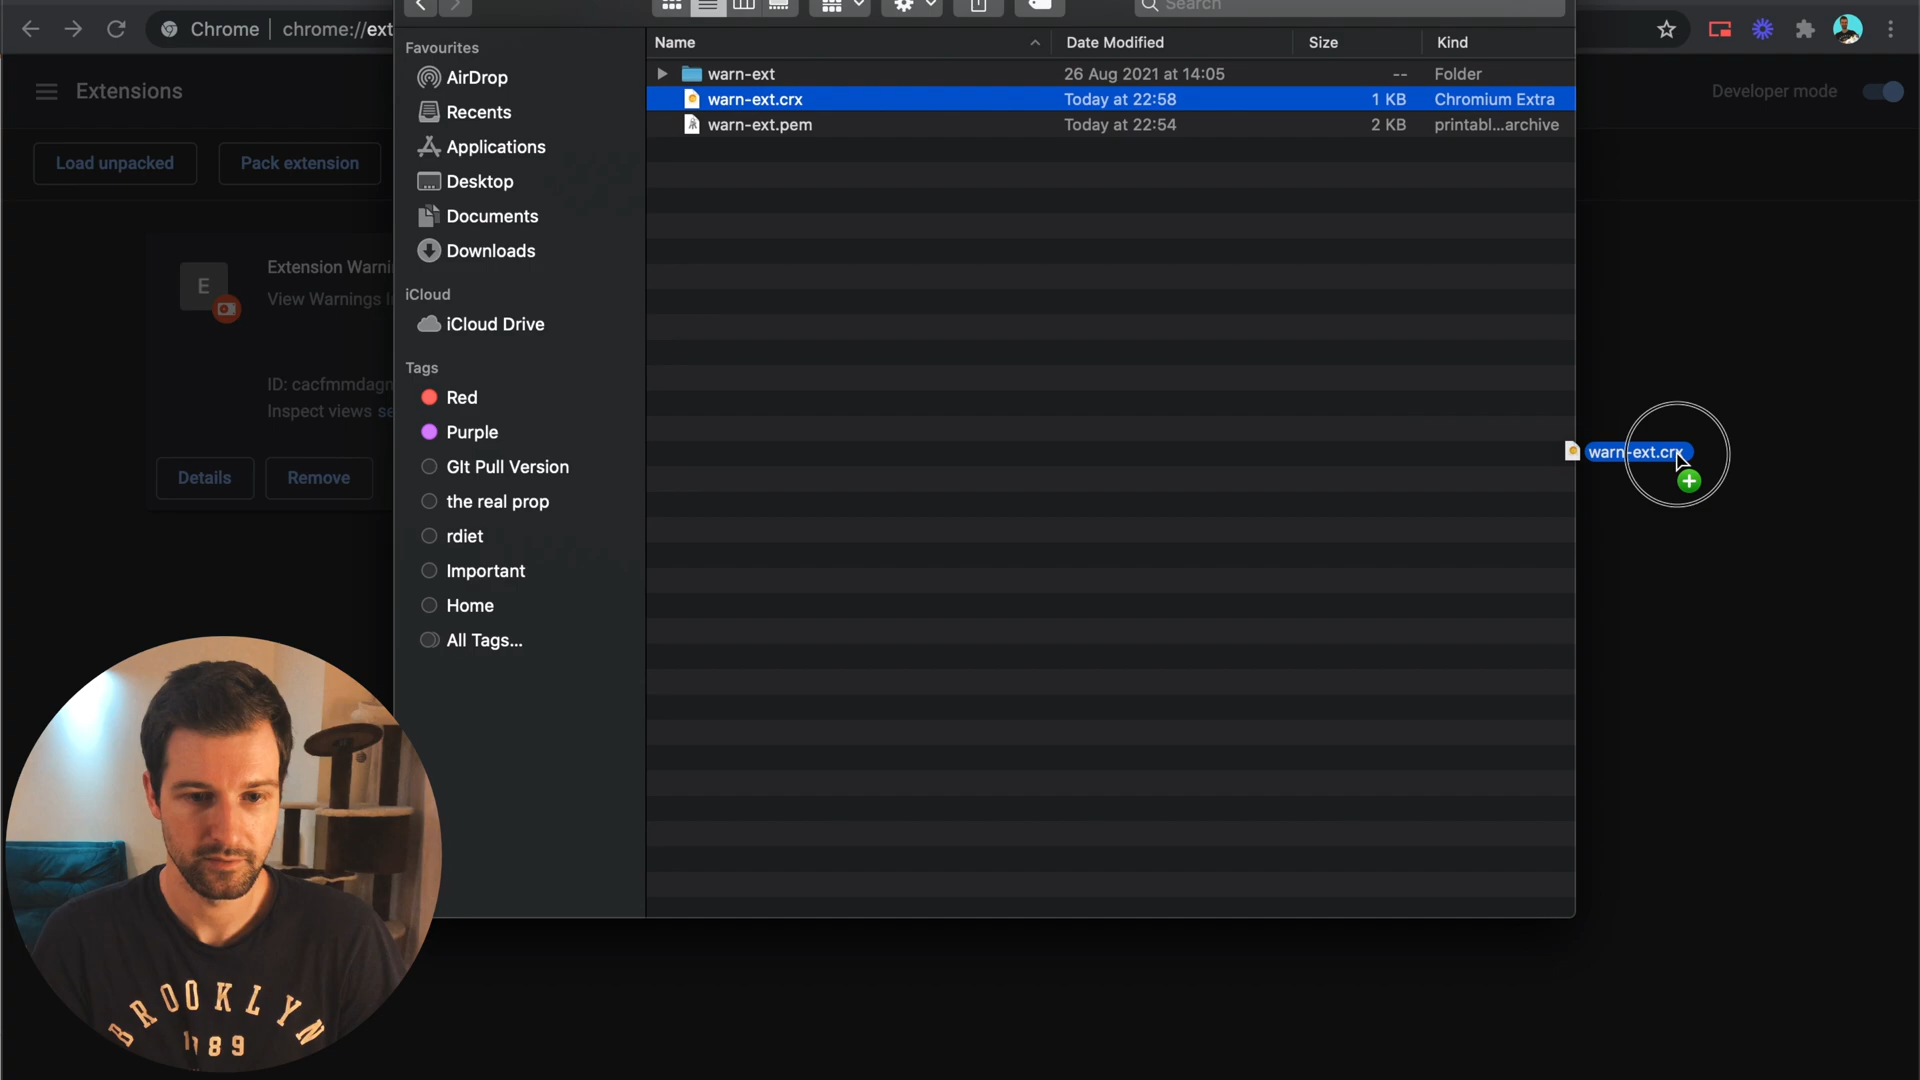 Chrome
chrome://ext
Search
Extensions
Developer mode
Load unpacked
Pack extension
E
Extension Warni
View Warnings I
ID: cacfmmdagn
Inspect views se
Details
Remove
Favourites
AirDrop
Recents
Applications
Desktop
Documents
Downloads
iCloud
iCloud Drive
Tags
Red
Purple
GIt Pull Version
the real prop
rdiet
Important
Home
All Tags...
Name Date Modified Size Kind
warn-ext 26 Aug 2021 at 14:05 -- Folder
warn-ext.crx Today at 22:58 1 KB Chromium Extra
warn-ext.pem Today at 22:54 2 KB printabl...archive
warn-ext.crx
BROOKLYN